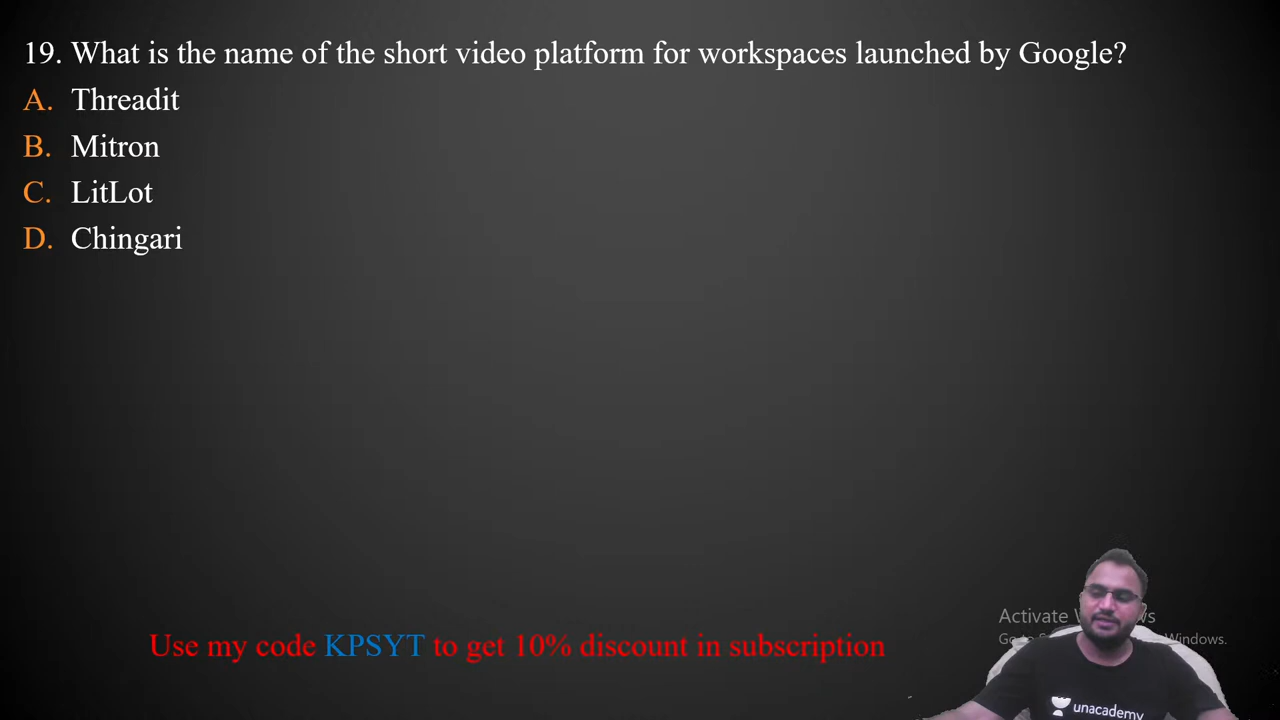 19. What is the name of the short video platform for workspaces launched by Google?
A. Threadit
B. Mitron
C. LitLot
D. Chingari
Activate
Windows.
Use my code KPSYT to get 10% discount in subscription
unacademy